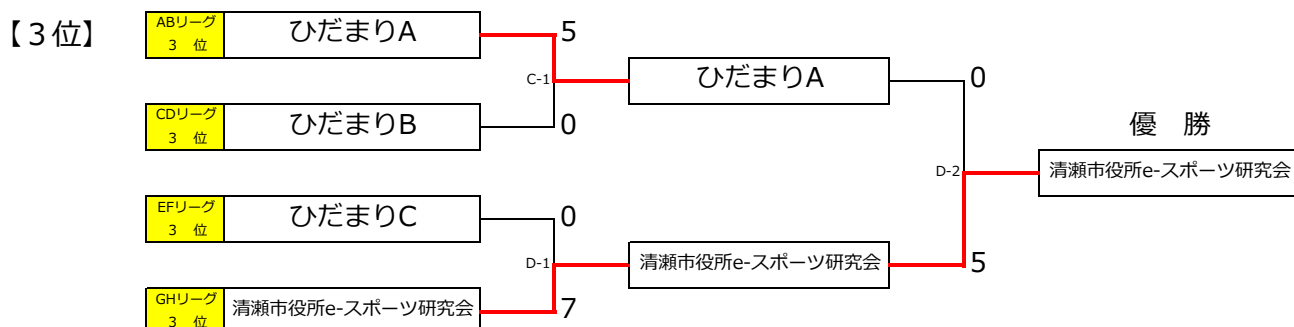 【3位】
ABリーグ
3 位
ひだまりA
5
C-1
ひだまりA
0
CDリーグ
3 位
ひだまりB
0
優 勝
D-2
清瀬市役所e-スポーツ研究会
EFリーグ
3 位
ひだまりC
0
D-1
清瀬市役所e-スポーツ研究会
5
GHリーグ
3 位
清瀬市役所e-スポーツ研究会
7